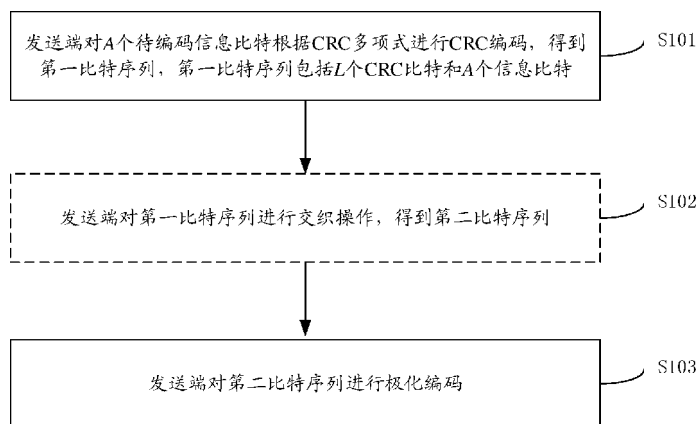 发送端对A个待编码信息比特根据CRC多项式进行CRC编码，得到
第一比特序列，第一比特序列包括L个CRC比特和A个信息比特
S101
发送端对第一比特序列进行交织操作，得到第二比特序列
S102
发送端对第二比特序列进行极化编码
S103